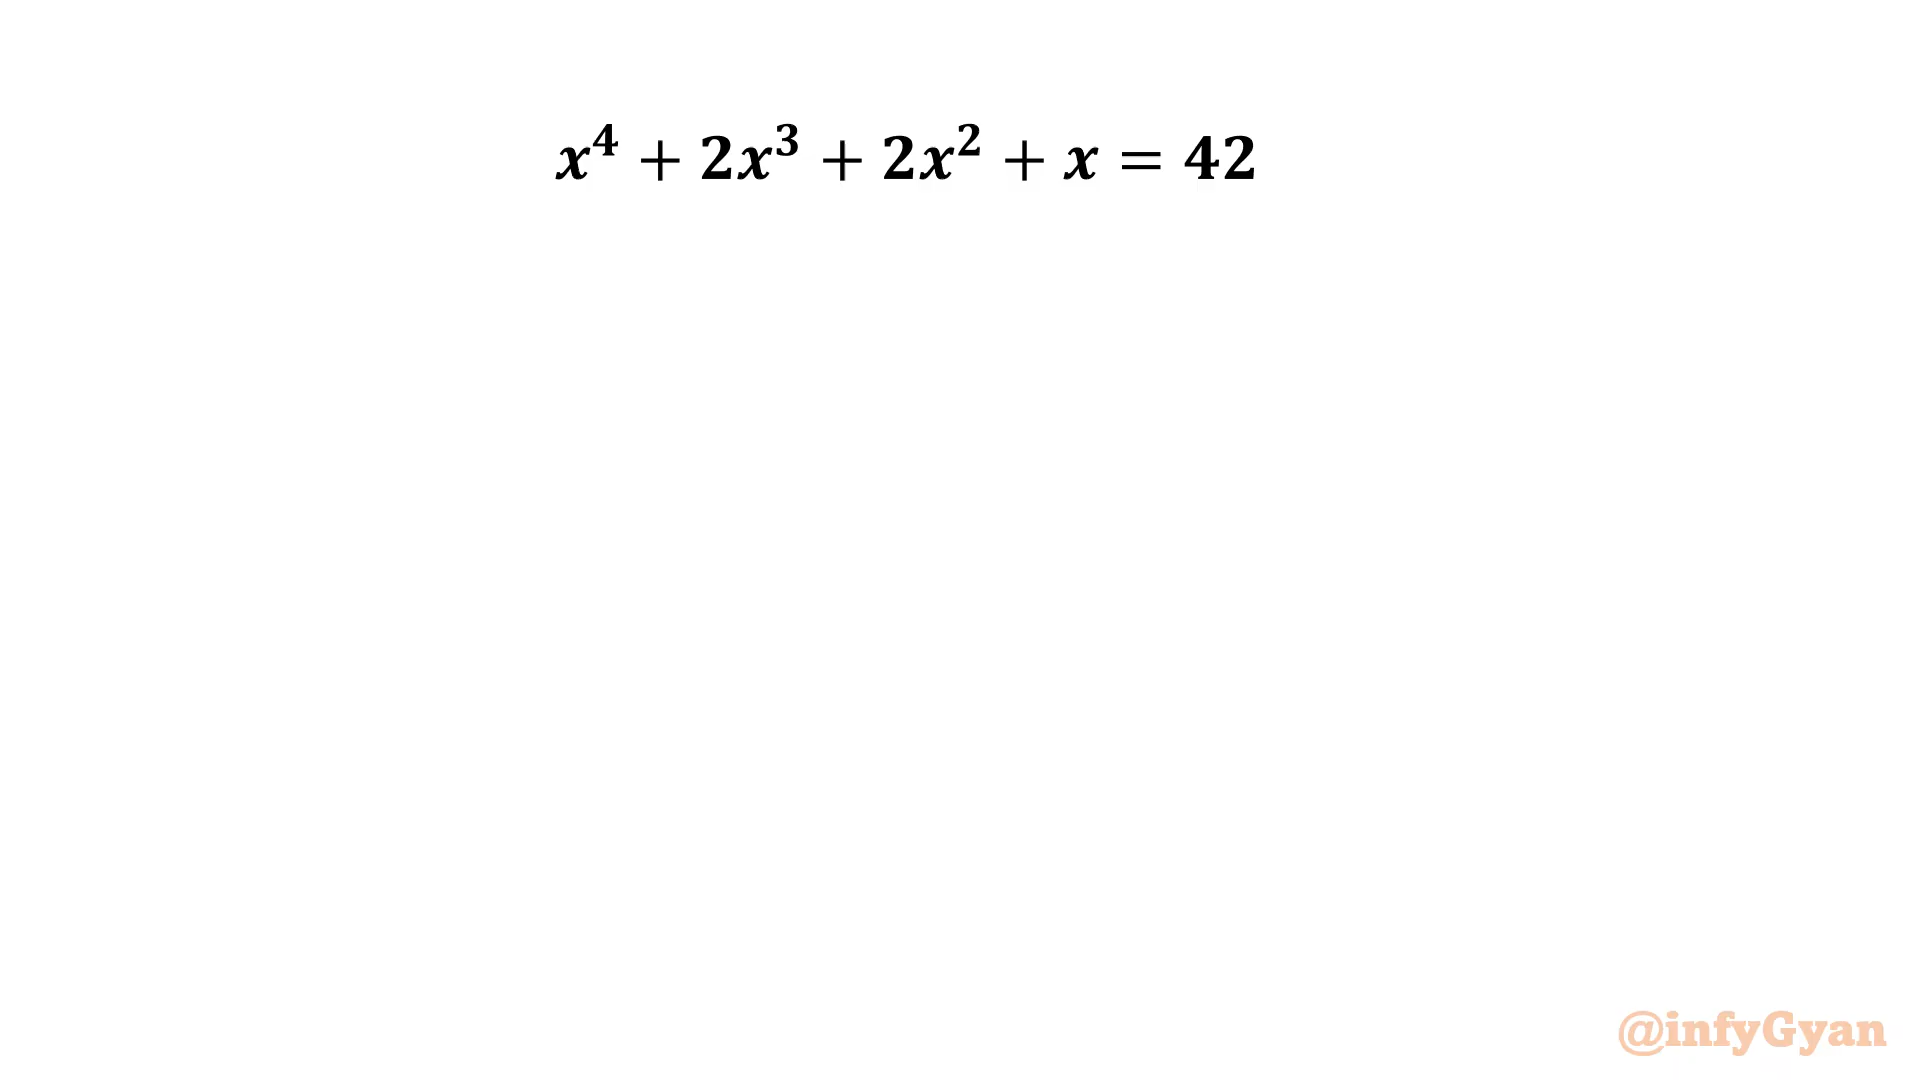 x⁴ + 2x³ + 2x² + x = 42
@infyGyan